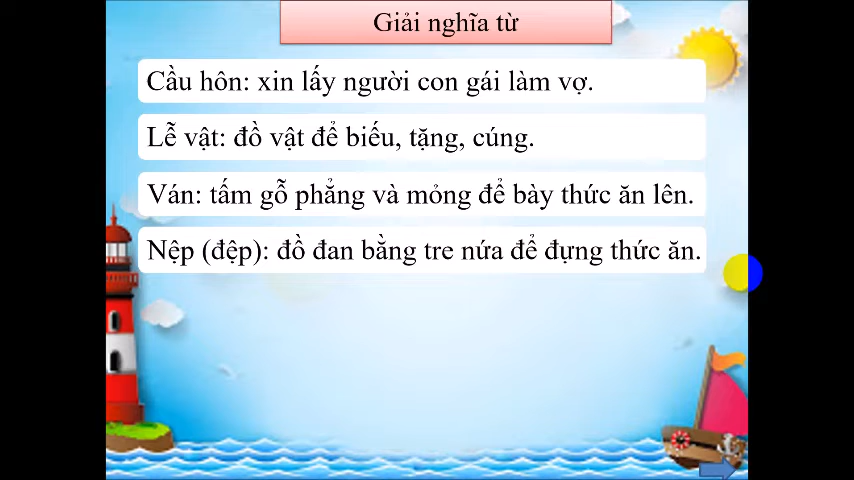 Giải nghĩa từ
Cầu hôn: xin lấy người con gái làm vợ.
Lễ vật: đồ vật để biếu, tặng, cúng.
Ván: tấm gỗ phẳng và mỏng để bày thức ăn lên.
Nệp (đệp): đồ đan bằng tre nứa để đựng thức ăn.